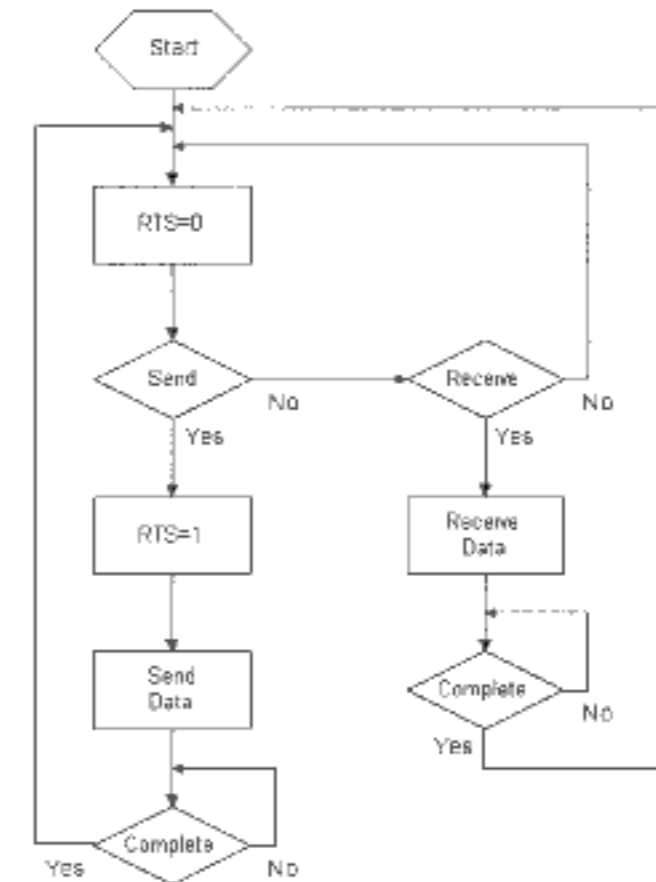 Start
RTS=0
Send
No
Receive
No
Yes
Yes
RTS=1
Receive
Data
Send
Data
Complete
No
Yes
Complete
Yes
No